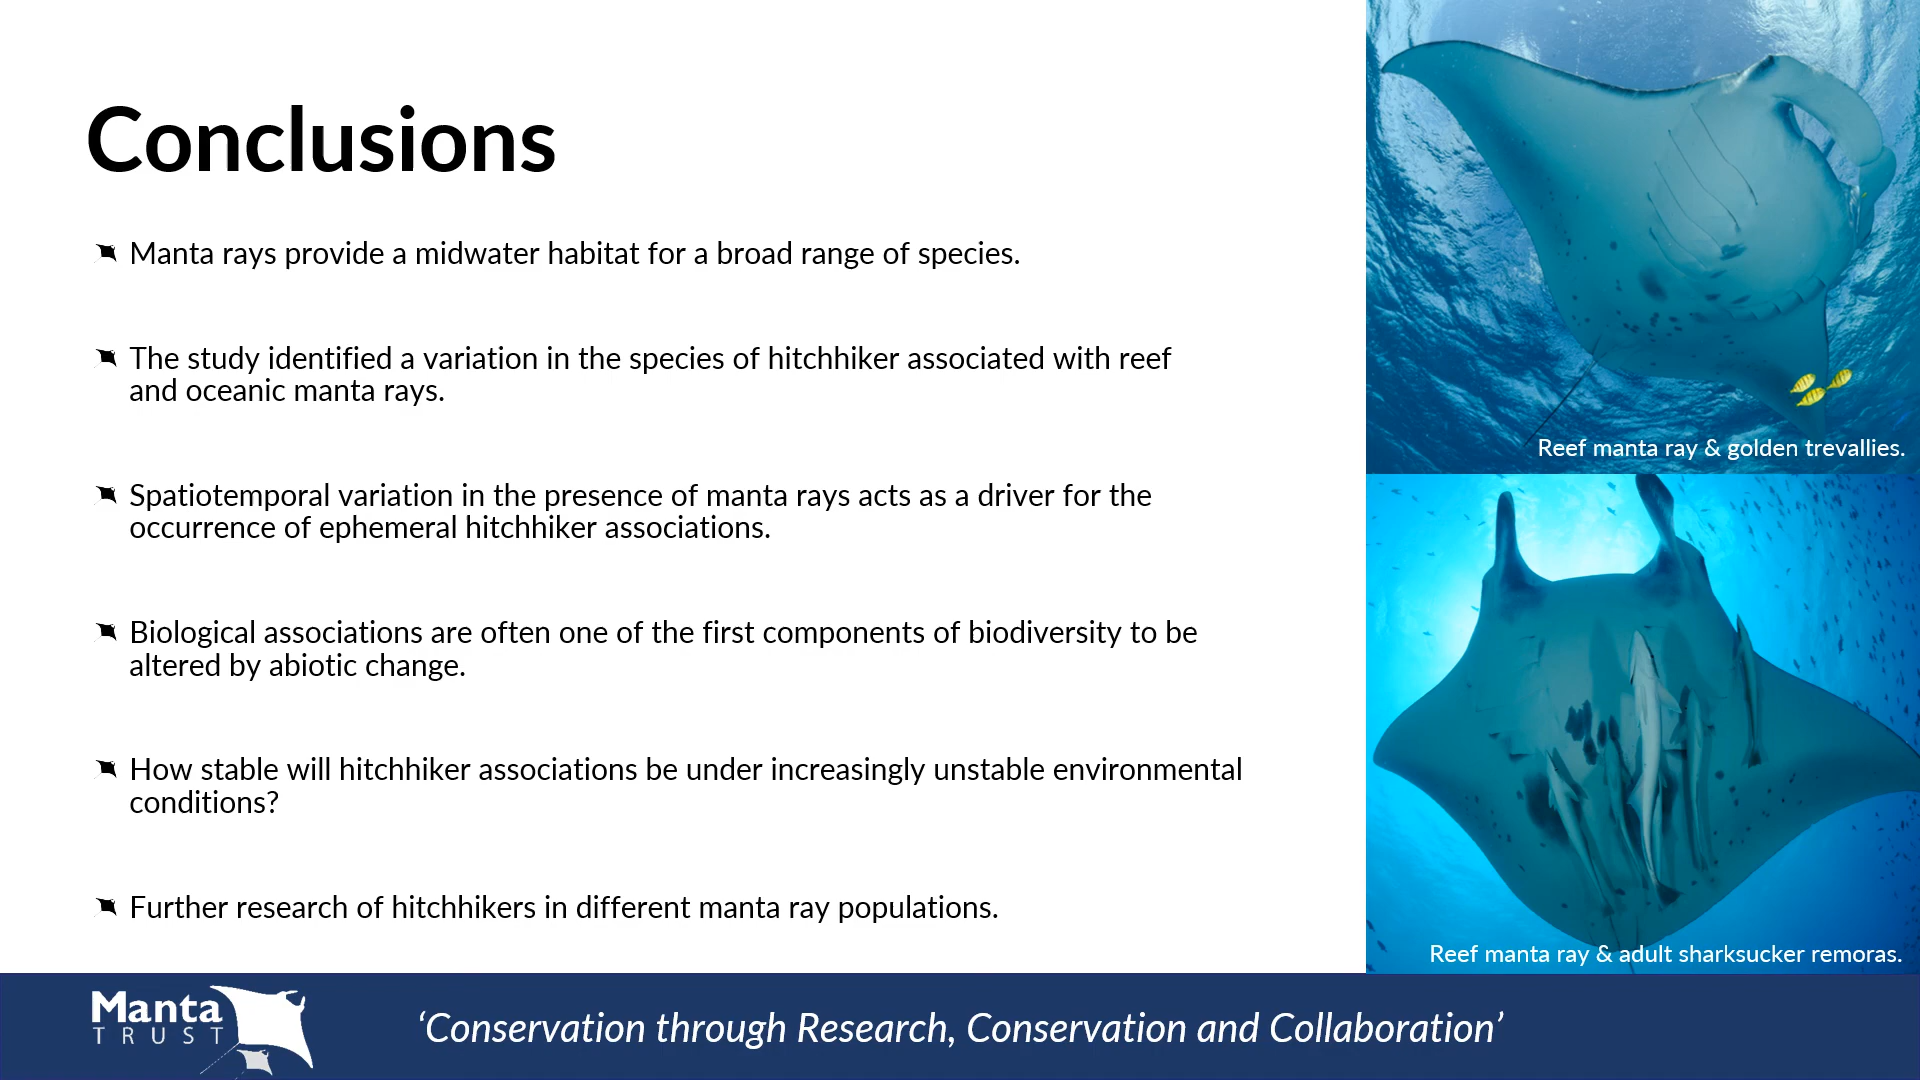 Conclusions
Manta rays provide a midwater habitat for a broad range of species.
The study identified a variation in the species of hitchhiker associated with reef
and oceanic manta rays.
Spatiotemporal variation in the presence of manta rays acts as a driver for the
occurrence of ephemeral hitchhiker associations.
Biological associations are often one of the first components of biodiversity to be
altered by abiotic change.
How stable will hitchhiker associations be under increasingly unstable environmental
conditions?
Further research of hitchhikers in different manta ray populations.
Reef manta ray & golden trevallies.
Reef manta ray & adult sharksucker remoras.
Manta
TRUST
‘Conservation through Research, Conservation and Collaboration’